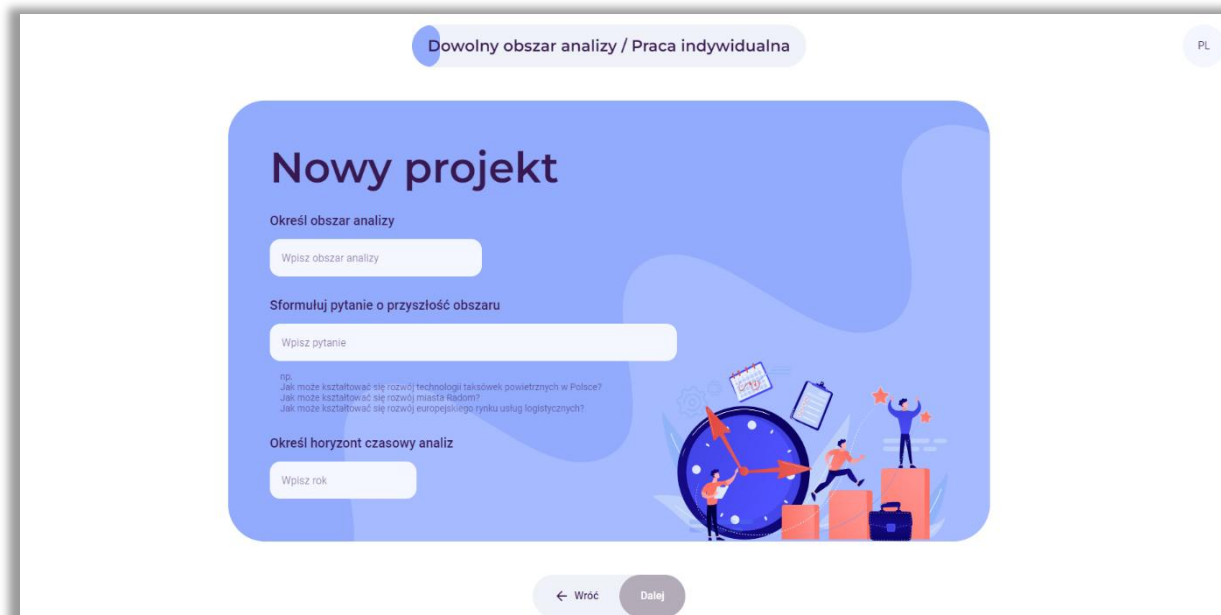 Dowolny obszar analizy / Praca indywidualna
PL
Nowy projekt
Określ obszar analizy
Wpisz obszar analizy
Sformułuj pytanie o przyszłość obszaru
Wpisz pytanie
np.
Jak może kształtować się rozwój technologii taksówek powietrznych w Polsce?
Jak może kształtować się rozwój miasta Radom?
Jak może kształtować się rozwój europejskiego rynku usług logistycznych?
Określ horyzont czasowy analiz
Wpisz rok
← Wróć
Dalej